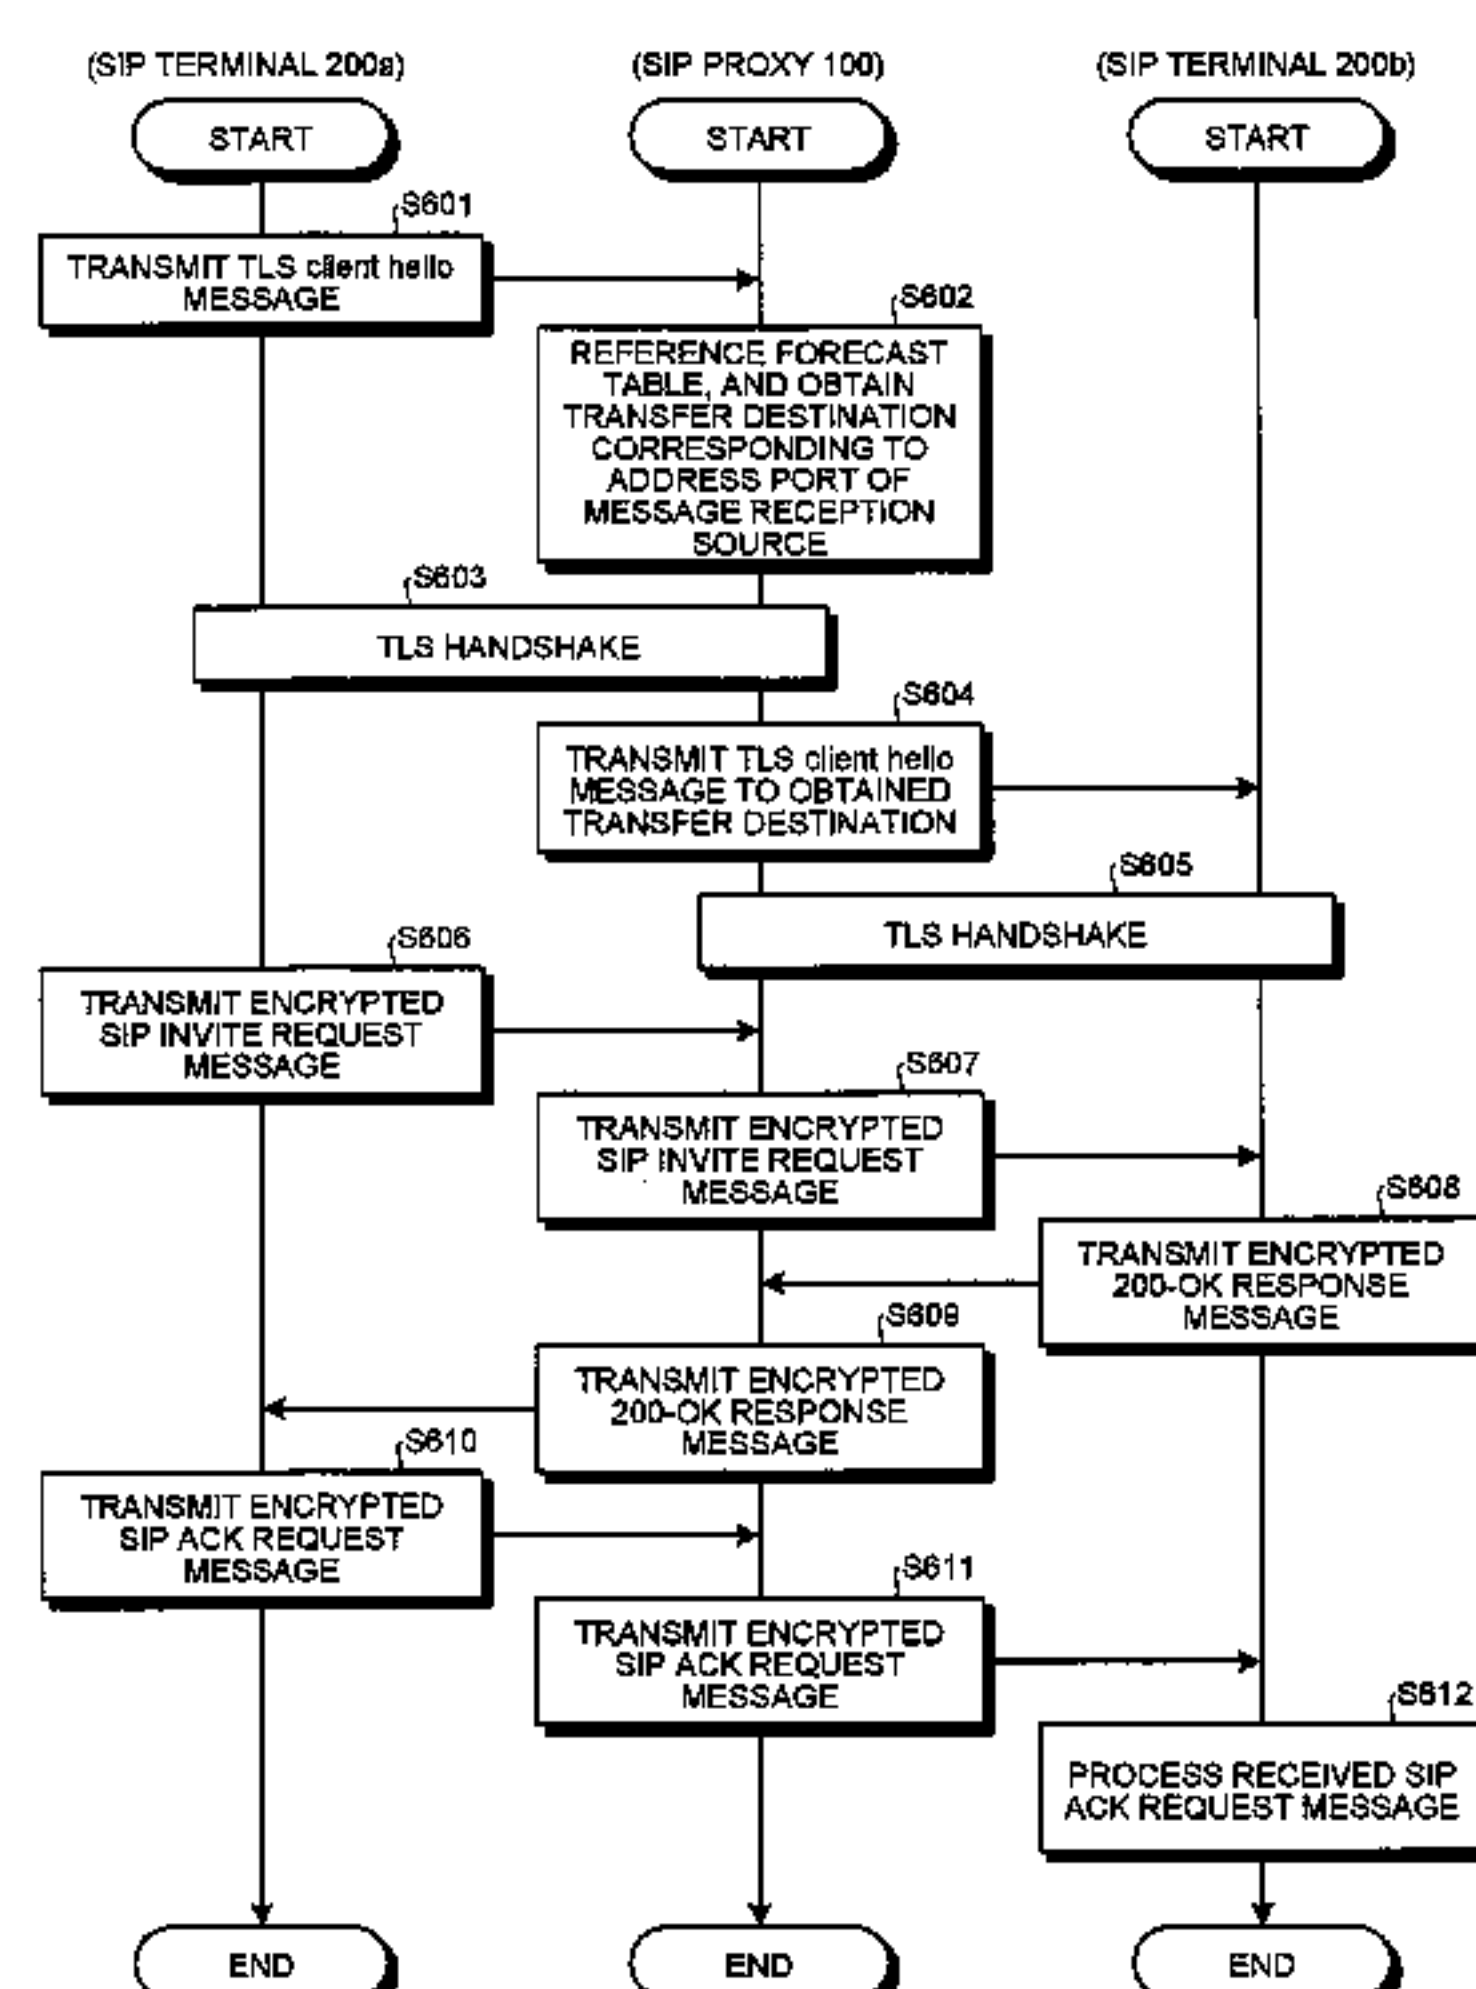 (SIP TERMINAL 200a)
(SIP PROXY 100)
(SIP TERMINAL 200b)
START
START
START
S601
TRANSMIT TLS client hello
MESSAGE
S602
REFERENCE FORECAST
TABLE, AND OBTAIN
TRANSFER DESTINATION
CORRESPONDING TO
ADDRESS PORT OF
MESSAGE RECEPTION
SOURCE
S603
TLS HANDSHAKE
S604
TRANSMIT TLS client hello
MESSAGE TO OBTAINED
TRANSFER DESTINATION
S605
TLS HANDSHAKE
S606
TRANSMIT ENCRYPTED
SIP INVITE REQUEST
MESSAGE
S607
TRANSMIT ENCRYPTED
SIP INVITE REQUEST
MESSAGE
S608
TRANSMIT ENCRYPTED
200-OK RESPONSE
MESSAGE
S609
TRANSMIT ENCRYPTED
200-OK RESPONSE
MESSAGE
S610
TRANSMIT ENCRYPTED
SIP ACK REQUEST
MESSAGE
S611
TRANSMIT ENCRYPTED
SIP ACK REQUEST
MESSAGE
S612
PROCESS RECEIVED SIP
ACK REQUEST MESSAGE
END
END
END